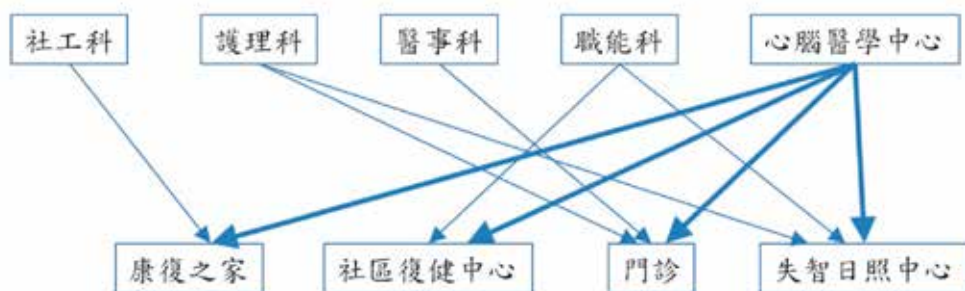 社工科
護理科
醫事科
職能科
心腦醫學中心
康復之家
社區復健中心
門診
失智日照中心